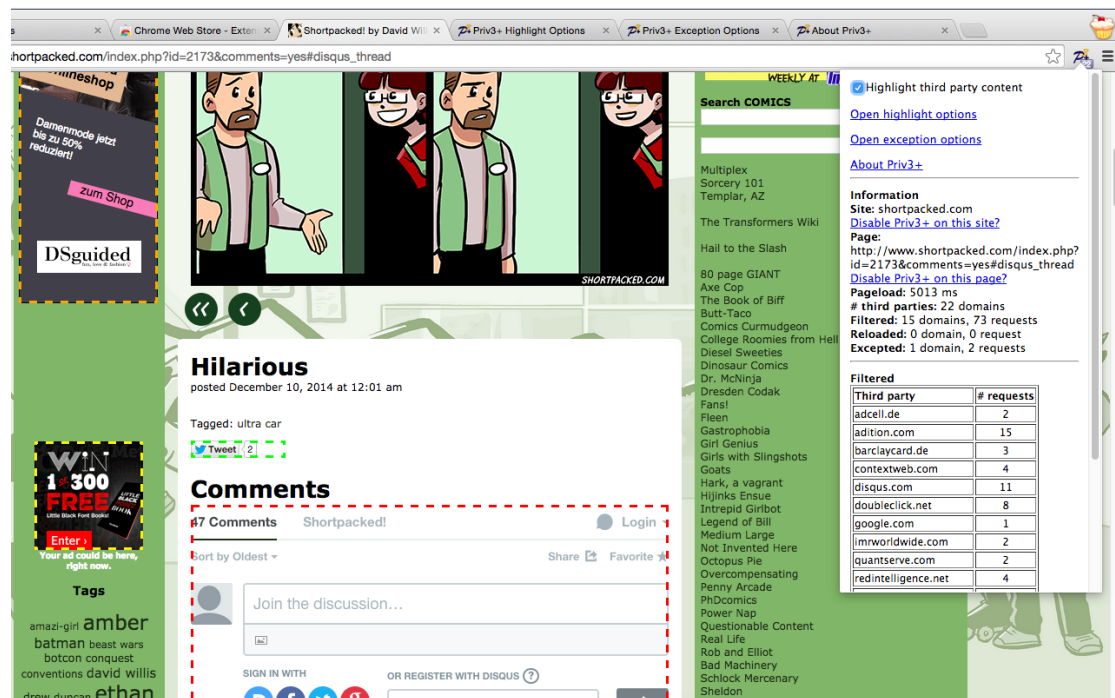 Chrome Web Store - Exten
Shortpacked! by David Will
Priv3+ Highlight Options
Priv3+ Exception Options
About Priv3+
shortpacked.com/index.php?id=2173&comments=yes#disqus_thread
onlineshop
Damenmode jetzt
bis zu 50%
reduziert!
zum Shop
DSguided
fun, love & fashion
SHORTPACKED.COM
«
‹
Hilarious
posted December 10, 2014 at 12:01 am
Tagged: ultra car
Tweet 2
Comments
47 Comments Shortpacked! Login
Sort by Oldest Share Favorite ★
Join the discussion...
SIGN IN WITH
OR REGISTER WITH DISQUS ?
WIN
1 of 300
FREE
Little Black Font Books!
LITTLE
BLACK
BOOK
Enter ›
Your ad could be here,
right now.
Tags
amazi-girl amber
batman beast wars
botcon conquest
conventions david willis
drew duncan ethan
WEEKLY AT
Search COMICS
Multiplex
Sorcery 101
Templar, AZ
The Transformers Wiki
Hail to the Slash
80 page GIANT
Axe Cop
The Book of Biff
Butt-Taco
Comics Curmudgeon
College Roomies from Hell
Diesel Sweeties
Dinosaur Comics
Dr. McNinja
Dresden Codak
Fans!
Fleen
Gastrophobia
Girl Genius
Girls with Slingshots
Goats
Hark, a vagrant
Hijinks Ensue
Intrepid Girlbot
Legend of Bill
Medium Large
Not Invented Here
Octopus Pie
Overcompensating
Penny Arcade
PhDcomics
Power Nap
Questionable Content
Real Life
Rob and Elliot
Bad Machinery
Schlock Mercenary
Sheldon
Highlight third party content
Open highlight options
Open exception options
About Priv3+
Information
Site: shortpacked.com
Disable Priv3+ on this site?
Page:
http://www.shortpacked.com/index.php?
id=2173&comments=yes#disqus_thread
Disable Priv3+ on this page?
Pageload: 5013 ms
# third parties: 22 domains
Filtered: 15 domains, 73 requests
Reloaded: 0 domain, 0 request
Excepted: 1 domain, 2 requests
Filtered
Third party # requests
adcell.de 2
adition.com 15
barclaycard.de 3
contextweb.com 4
disqus.com 11
doubleclick.net 8
google.com 1
imrworldwide.com 2
quantserve.com 2
redintelligence.net 4